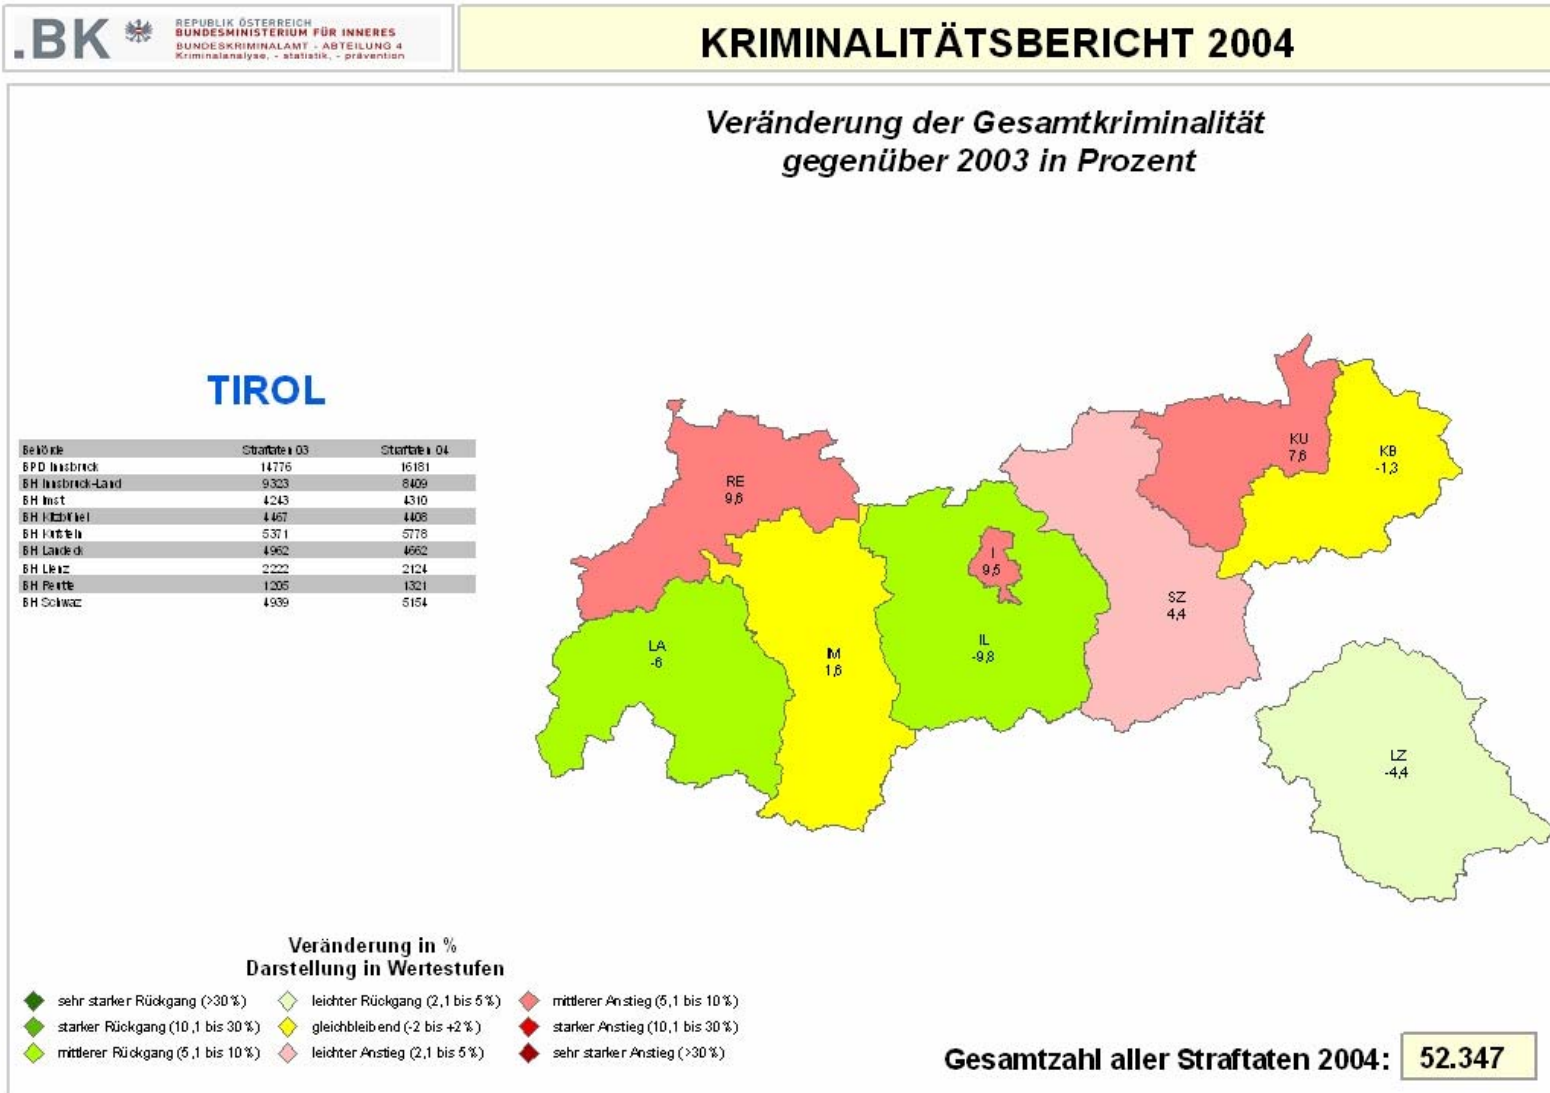 .BK
REPUBLIK ÖSTERREICH
BUNDESMINISTERIUM FÜR INNERES
BUNDESKRIMINALAMT - ABTEILUNG 4
Kriminalanalyse, - statistik, - prävention
KRIMINALITÄTSBERICHT 2004
Veränderung der Gesamtkriminalität
gegenüber 2003 in Prozent
TIROL
Behörde Straftaten 03 Straftaten 04
BPD Innsbruck 14776 16181
BH Innsbruck-Land 9323 8409
BH Imst 4243 4310
BH Kitzbühel 4467 4408
BH Kufstein 5371 5778
BH Landeck 4962 4662
BH Lienz 2222 2124
BH Reutte 1205 1321
BH Schwaz 4939 5154
KU
7,6
KB
-1,3
RE
9,6
I
9,5
SZ
4,4
LA
-6
IM
1,6
IL
-9,8
LZ
-4,4
Veränderung in %
Darstellung in Wertestufen
sehr starker Rückgang (>30%) leichter Rückgang (2,1 bis 5%) mittlerer Anstieg (5,1 bis 10%)
starker Rückgang (10,1 bis 30%) gleichbleibend (-2 bis +2%) starker Anstieg (10,1 bis 30%)
mittlerer Rückgang (5,1 bis 10%) leichter Anstieg (2,1 bis 5%) sehr starker Anstieg (>30%)
Gesamtzahl aller Straftaten 2004: 52.347